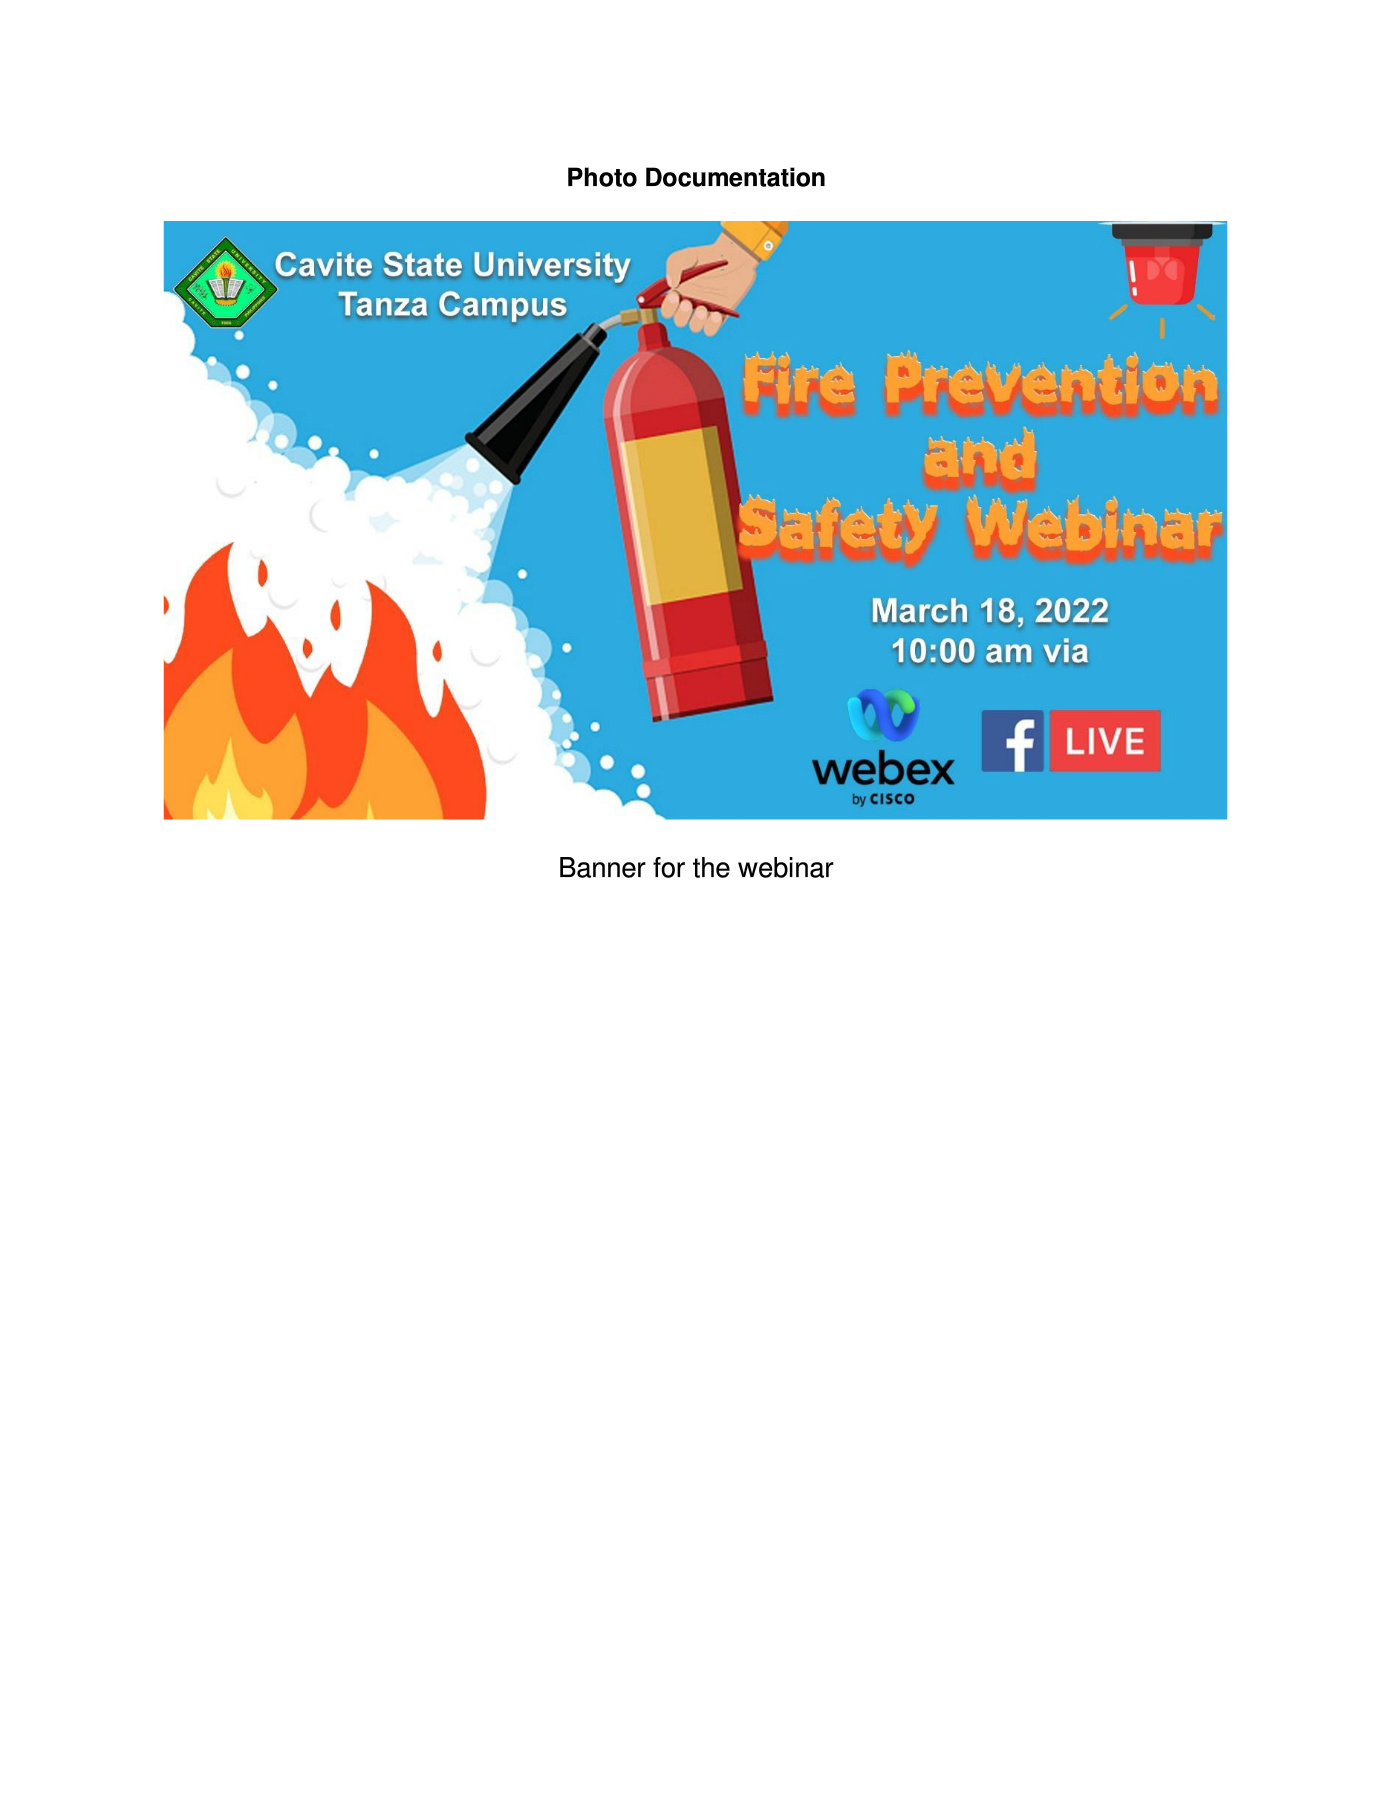 Photo Documentation
Cavite State University
Tanza Campus
Fire Prevention
and
Safety Webinar
March 18, 2022
10:00 am via
webex
by CISCO
f LIVE
Banner for the webinar